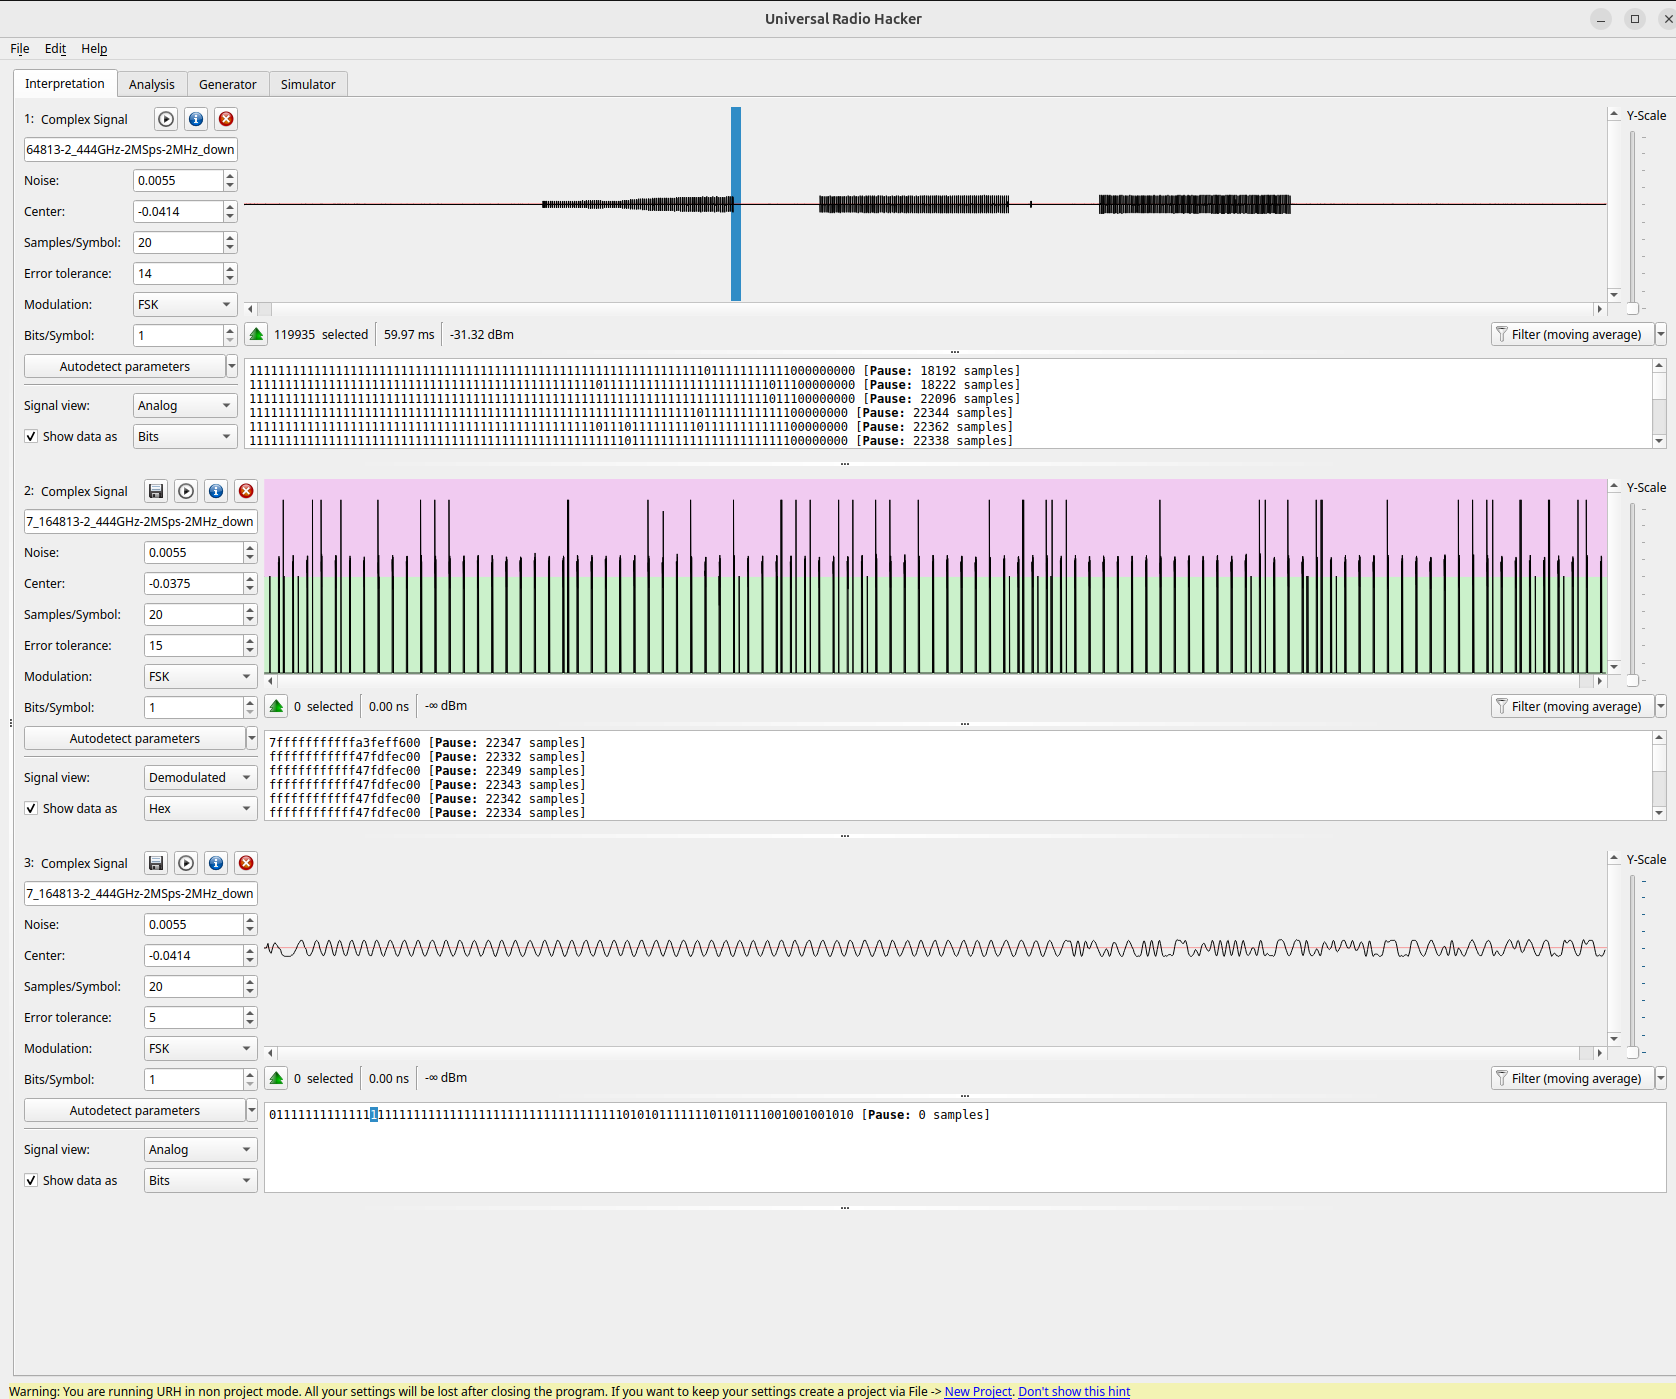 Universal Radio Hacker
File Edit Help
Interpretation Analysis Generator Simulator
1: Complex Signal
64813-2_444GHz-2MSps-2MHz_down
Noise: 0.0055
Center: -0.0414
Samples/Symbol: 20
Error tolerance: 14
Modulation: FSK
Bits/Symbol: 1
Autodetect parameters
Signal view: Analog
Show data as Bits
Y-Scale
119935 selected 59.97 ms -31.32 dBm
Filter (moving average)
[Pause: 18192 samples]
[Pause: 18222 samples]
[Pause: 22096 samples]
[Pause: 22344 samples]
[Pause: 22362 samples]
[Pause: 22338 samples]
2: Complex Signal
7_164813-2_444GHz-2MSps-2MHz_down
Noise: 0.0055
Center: -0.0375
Samples/Symbol: 20
Error tolerance: 15
Modulation: FSK
Bits/Symbol: 1
Autodetect parameters
Signal view: Demodulated
Show data as Hex
Y-Scale
0 selected 0.00 ns -∞ dBm
Filter (moving average)
7fffffffffffa3feff600 [Pause: 22347 samples]
ffffffffffff47fdfec00 [Pause: 22332 samples]
ffffffffffff47fdfec00 [Pause: 22349 samples]
ffffffffffff47fdfec00 [Pause: 22343 samples]
ffffffffffff47fdfec00 [Pause: 22342 samples]
ffffffffffff47fdfec00 [Pause: 22334 samples]
3: Complex Signal
7_164813-2_444GHz-2MSps-2MHz_down
Noise: 0.0055
Center: -0.0414
Samples/Symbol: 20
Error tolerance: 5
Modulation: FSK
Bits/Symbol: 1
Autodetect parameters
Signal view: Analog
Show data as Bits
Y-Scale
0 selected 0.00 ns -∞ dBm
Filter (moving average)
[Pause: 0 samples]
Warning: You are running URH in non project mode. All your settings will be lost after closing the program. If you want to keep your settings create a project via File -> New Project. Don't show this hint